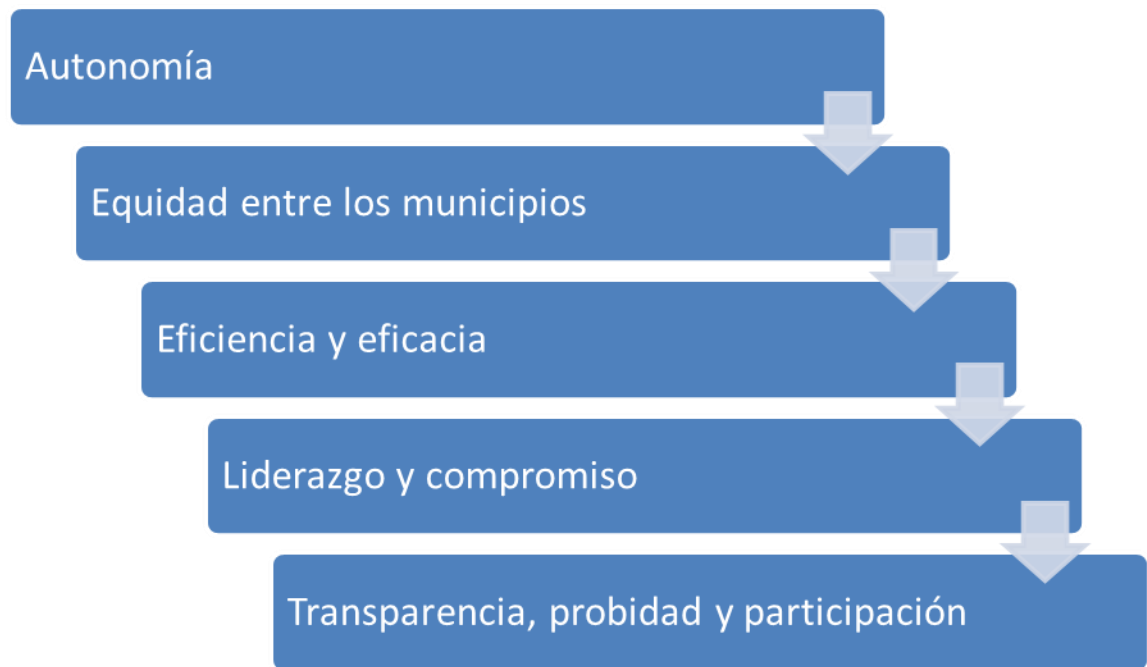 Autonomía
Equidad entre los municipios
Eficiencia y eficacia
Liderazgo y compromiso
Transparencia, probidad y participación